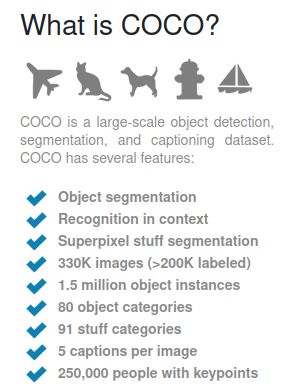 What is COCO?
COCO is a large-scale object detection,
segmentation, and captioning dataset.
COCO has several features:
Object segmentation
Recognition in context
Superpixel stuff segmentation
330K images (>200K labeled)
1.5 million object instances
80 object categories
91 stuff categories
5 captions per image
250,000 people with keypoints